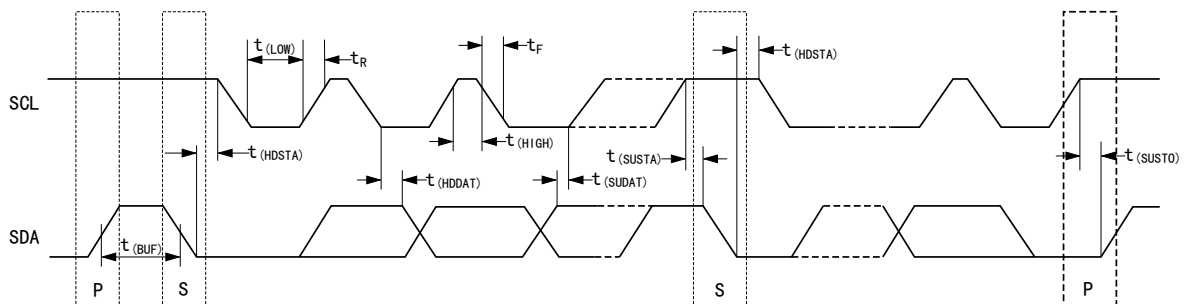 t(LOW)
tR
tF
t(HDSTA)
SCL
t(HDSTA)
t(HIGH)
t(SUSTA)
t(SUSTO)
t(HDDAT)
t(SUDAT)
SDA
t(BUF)
P
S
S
P